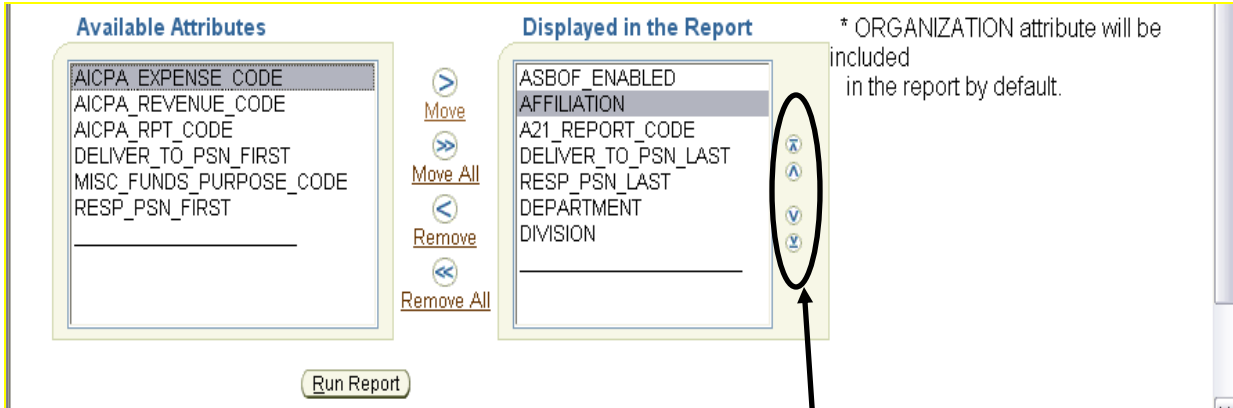 Available Attributes
AICPA_EXPENSE_CODE
AICPA_REVENUE_CODE
AICPA_RPT_CODE
DELIVER_TO_PSN_FIRST
MISC_FUNDS_PURPOSE_CODE
RESP_PSN_FIRST
Move
Move All
Remove
Remove All
Displayed in the Report
ASBOF_ENABLED
AFFILIATION
A21_REPORT_CODE
DELIVER_TO_PSN_LAST
RESP_PSN_LAST
DEPARTMENT
DIVISION
* ORGANIZATION attribute will be
included
in the report by default.
Run Report